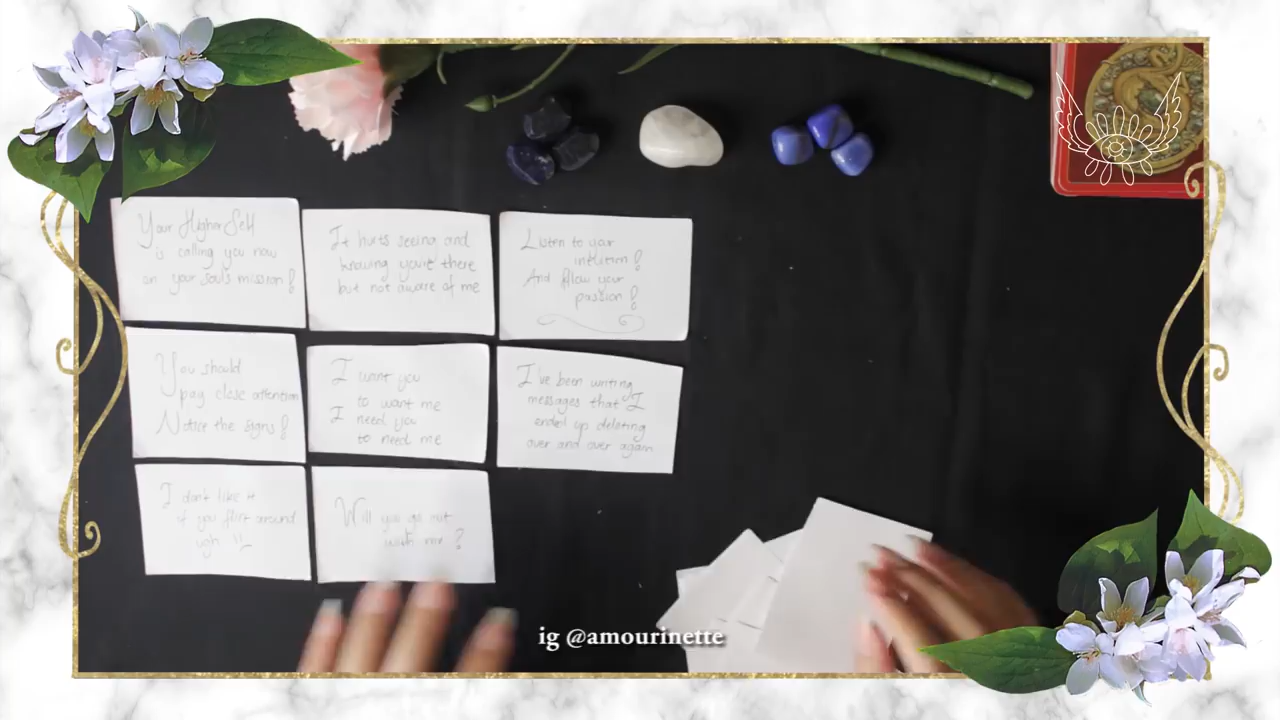 Your Higher Self
is calling you now
on your souls mission!
It hurts seeing and
knowing you're there
but not aware of me
Listen to your
intuition!
And follow your
passion!
You should
pay close attention
Notice the signs!
I want you
to want me
I need you
to need me
I've been writing
messages that I
ended up deleting
over and over again
I don't like it
if you flirt around
ugh !!
Will you go out
with me ?
ig @amourinette